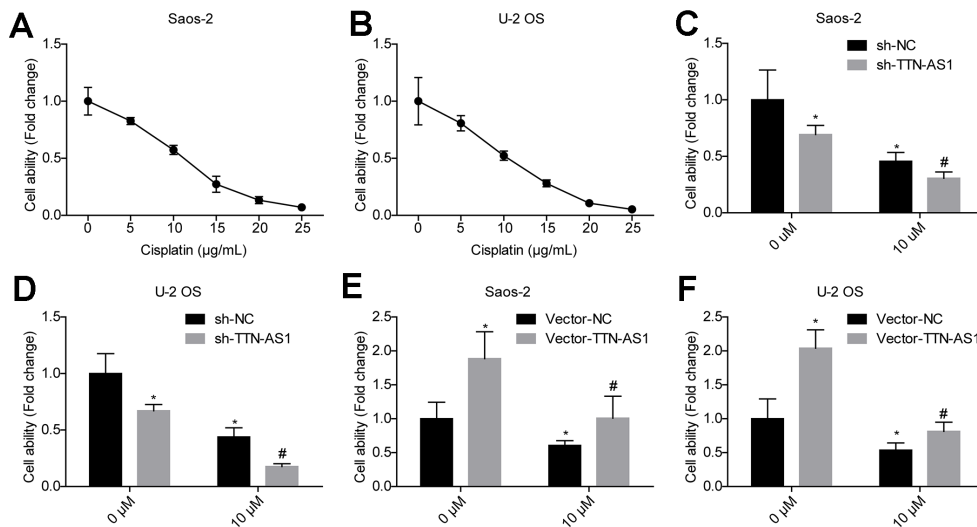 A
Saos-2
Cell ability (Fold change)
1.5
1.0
0.5
0.0
0 5 10 15 20 25
Cisplatin (µg/mL)
B
U-2 OS
Cell ability (Fold change)
1.5
1.0
0.5
0.0
0 5 10 15 20 25
Cisplatin (µg/mL)
C
Saos-2
Cell ability (Fold change)
1.5
1.0
0.5
0.0
sh-NC
sh-TTN-AS1
* * #
0 uM 10 uM
D
U-2 OS
Cell ability (Fold change)
1.5
1.0
0.5
0.0
sh-NC
sh-TTN-AS1
* * #
0 µM 10 µM
E
Saos-2
Cell ability (Fold change)
2.5
2.0
1.5
1.0
0.5
0.0
Vector-NC
Vector-TTN-AS1
* * #
0 µM 10 µM
F
U-2 OS
Cell ability (Fold change)
2.5
2.0
1.5
1.0
0.5
0.0
Vector-NC
Vector-TTN-AS1
* * #
0 µM 10 µM